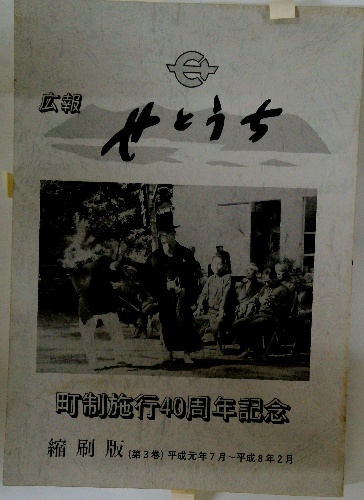 広報
せとうち
町制施行40周年記念
縮刷版 (第3巻) 平成元年7月~平成8年2月